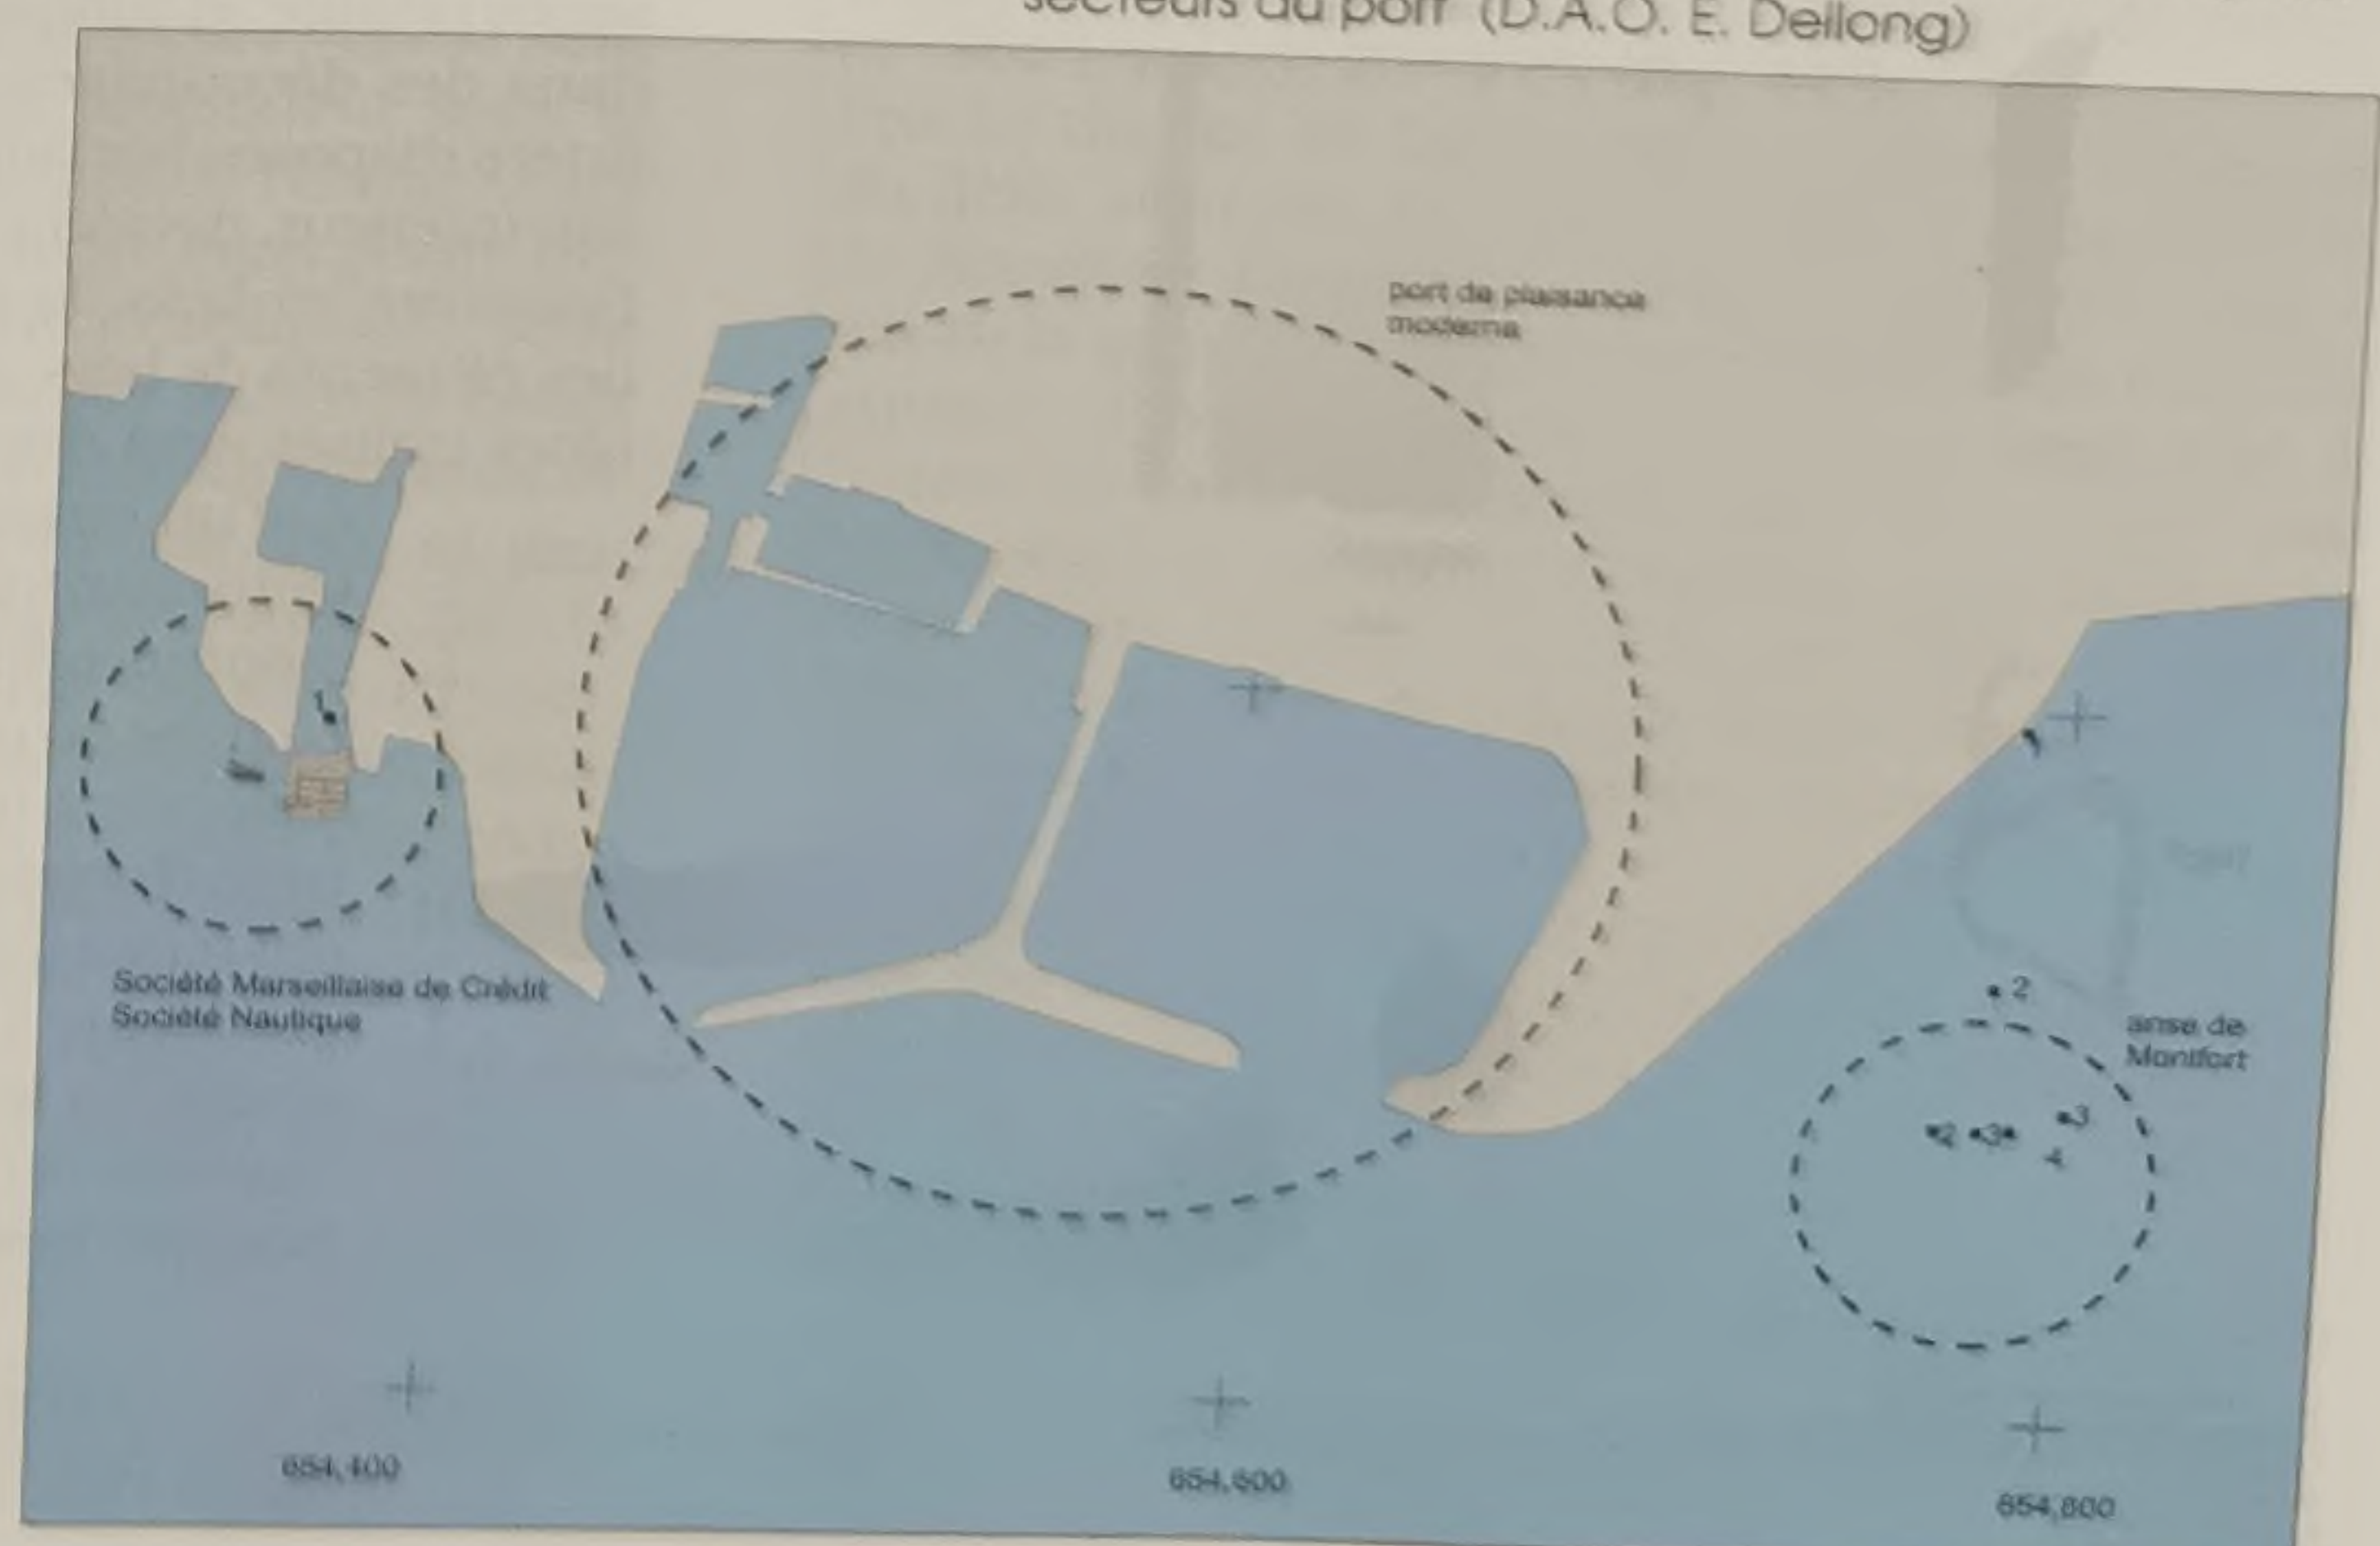 secteurs du port (D.A.O. E. Dellong)
port de plaisance
moderne
1
Société Marseillaise de Crédit
Société Nautique
2
anse de
Montfort
3
2
3
4
654,400
654,600
654,800